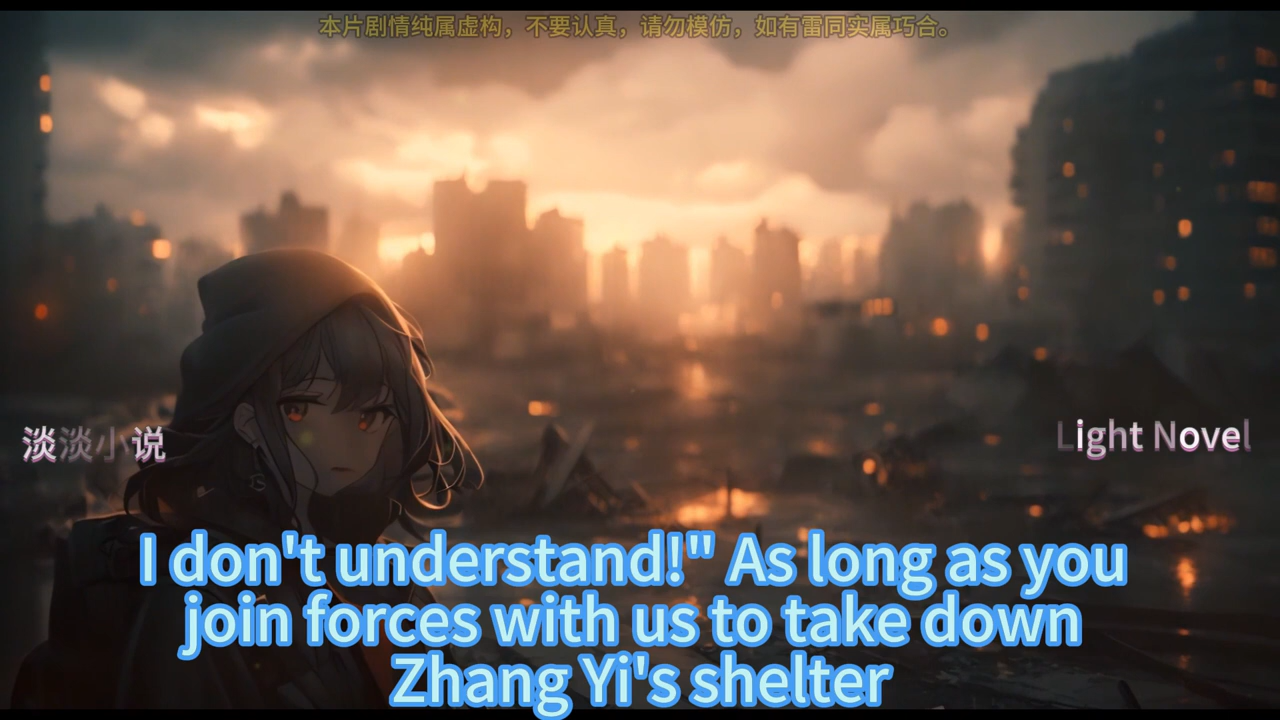 本片剧情纯属虚构，不要认真，请勿模仿，如有雷同实属巧合。
淡淡小说
Light Novel
I don't understand!" As long as you
join forces with us to take down
Zhang Yi's shelter